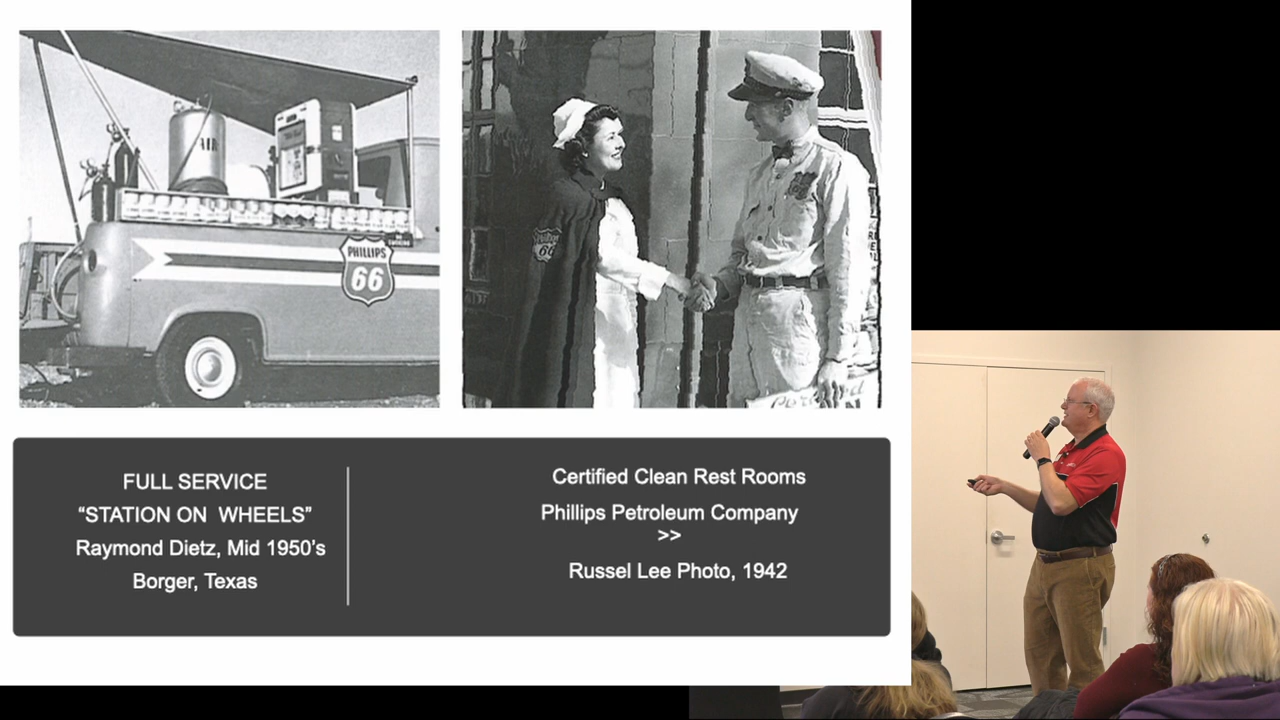 AIR
PHILLIPS
66
Phillips
66
FULL SERVICE
“STATION ON WHEELS”
Raymond Dietz, Mid 1950’s
Borger, Texas
Certified Clean Rest Rooms
Phillips Petroleum Company
>>
Russel Lee Photo, 1942